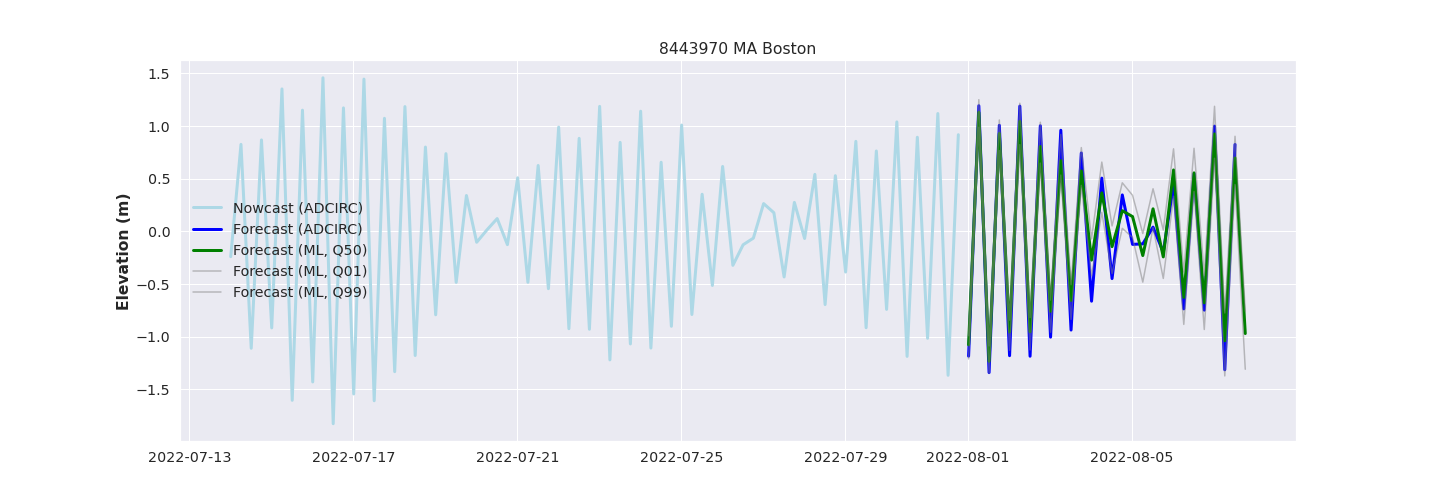 8443970 MA Boston
Elevation (m)
1.5
1.0
0.5
0.0
−0.5
−1.0
−1.5
Nowcast (ADCIRC)
Forecast (ADCIRC)
Forecast (ML, Q50)
Forecast (ML, Q01)
Forecast (ML, Q99)
2022-07-13 2022-07-17 2022-07-21 2022-07-25 2022-07-29 2022-08-01 2022-08-05